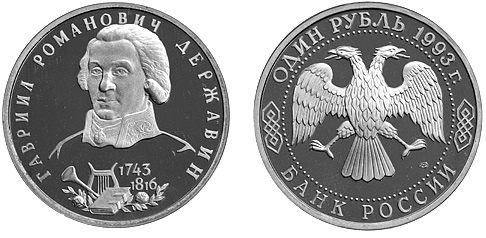 ГАВРИИЛ РОМАНОВИЧ ДЕРЖАВИН
1743
1816
ОДИН РУБЛЬ 1993 г.
БАНК РОССИИ